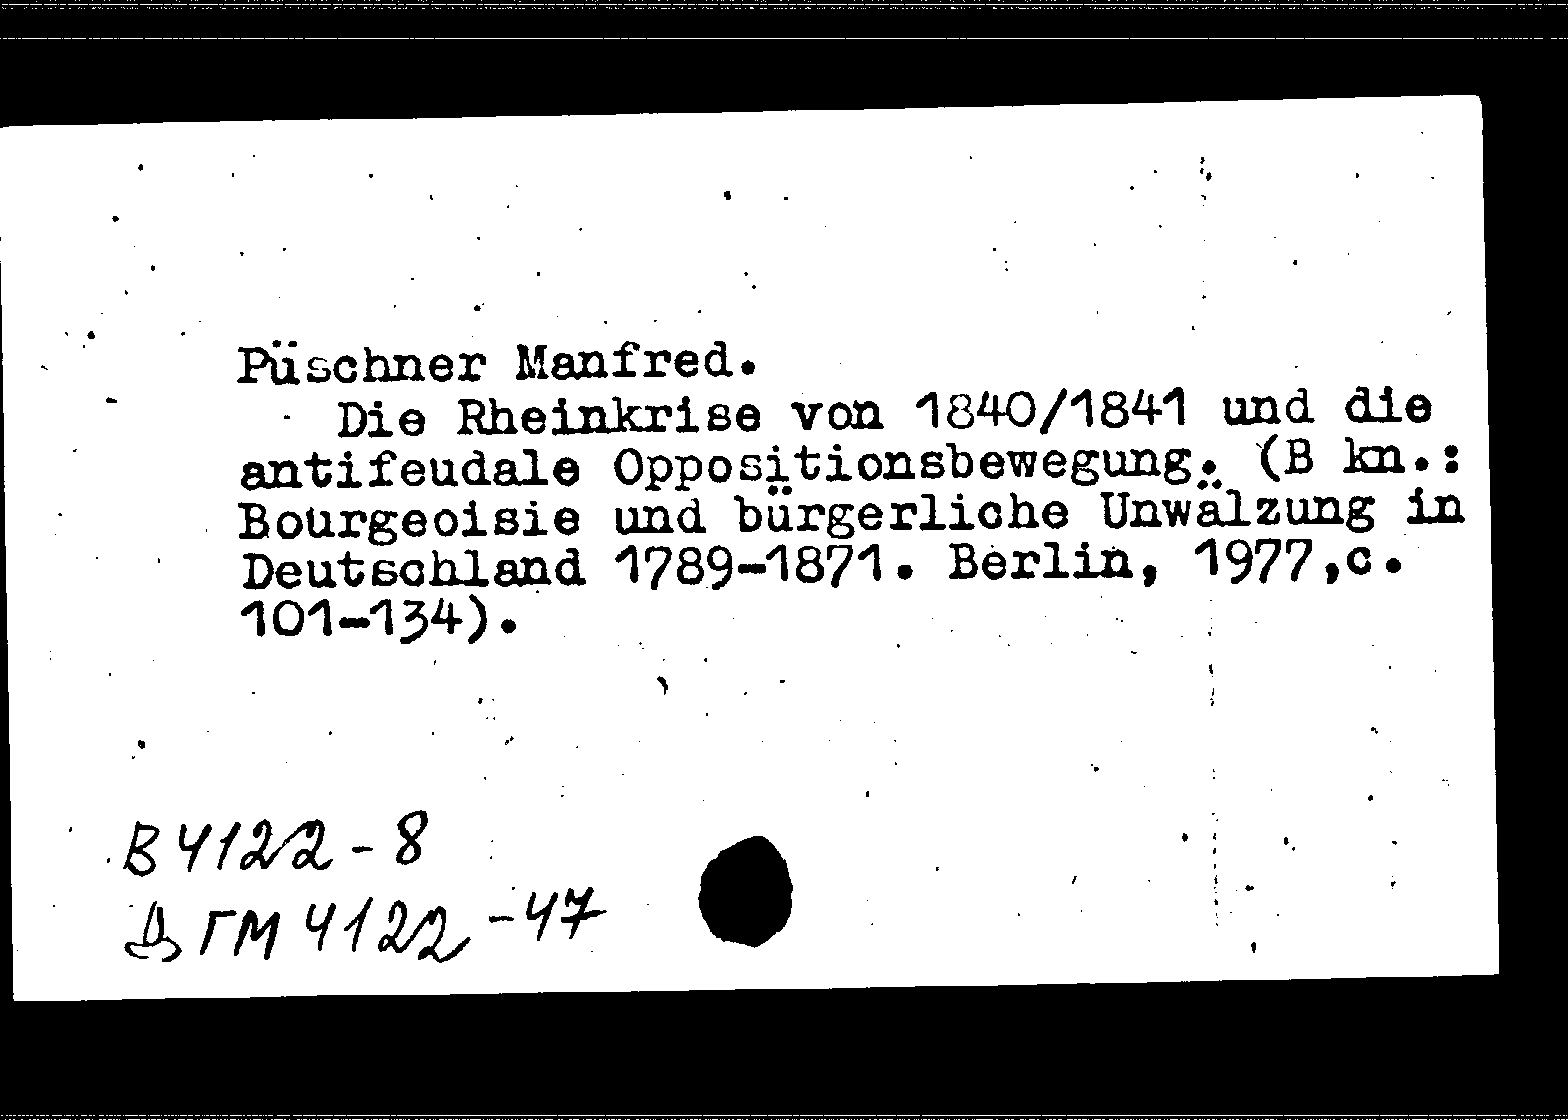 Püschner Manfred.
Die Rheinkrise von 1840/1841 und die
antifeudale Oppositionsbewegung. (B kn.:
Bourgeoisie und bürgerliche Unwälzung in
Deutschland 1789-1871. Berlin, 1977,c.
101-134).
В 4122-8
ДГМ 4122-47